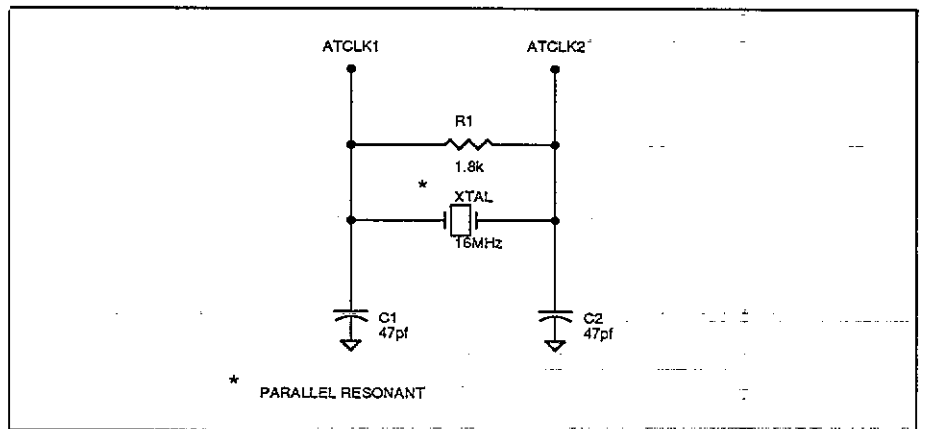 ATCLK1 ATCLK2
R1
1.8k
*
XTAL
16MHz
C1 C2
47pf 47pf
* PARALLEL RESONANT